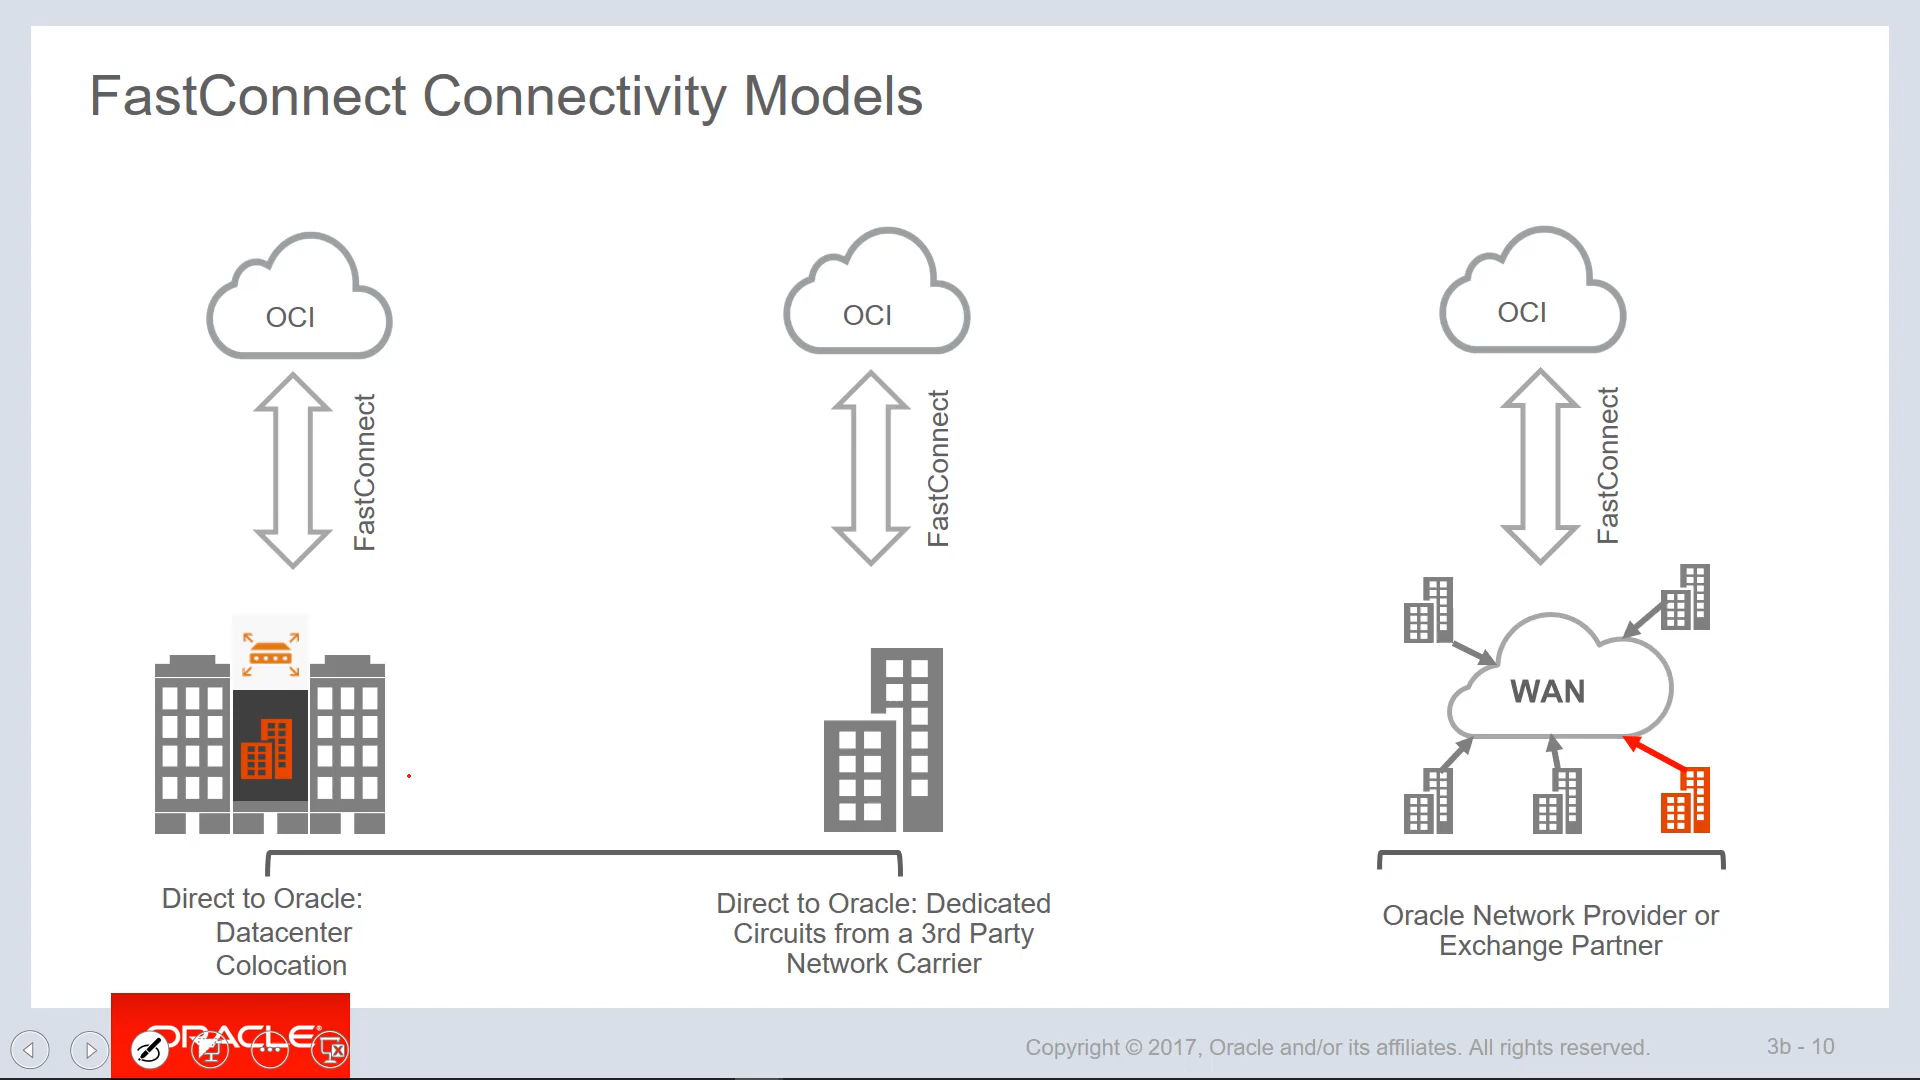 FastConnect Connectivity Models
OCI
OCI
OCI
FastConnect
FastConnect
FastConnect
WAN
Direct to Oracle:
Datacenter
Colocation
Direct to Oracle: Dedicated
Circuits from a 3rd Party
Network Carrier
Oracle Network Provider or
Exchange Partner
ORACLE®
Copyright © 2017, Oracle and/or its affiliates. All rights reserved.
3b - 10